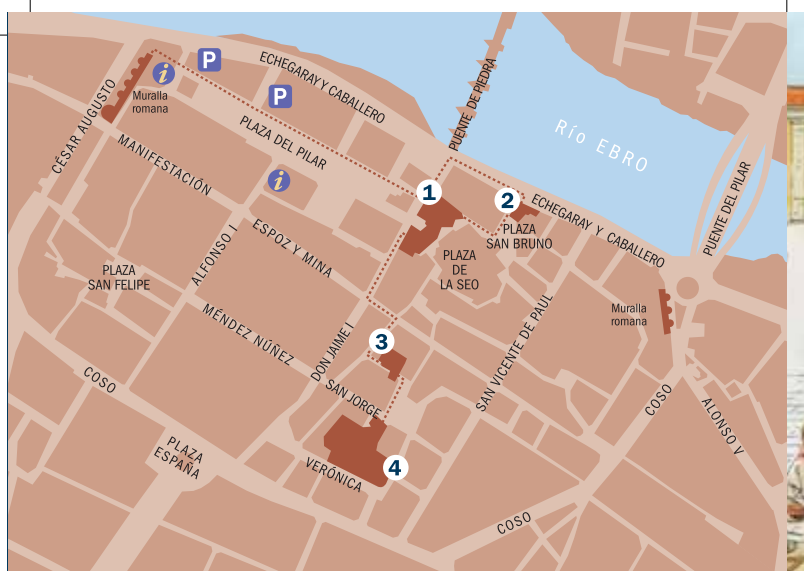 P
i
ECHEGARAY Y CABALLERO
PUENTE DE PIEDRA
P
Muralla
romana
CÉSAR AUGUSTO
PLAZA DEL PILAR
Río EBRO
MANIFESTACIÓN
i
1
2
ECHEGARAY Y CABALLERO
PUENTE DEL PILAR
PLAZA
SAN BRUNO
ALFONSO I
ESPOZ Y MINA
PLAZA
DE
LA SEO
PLAZA
SAN FELIPE
Muralla
romana
MÉNDEZ NÚÑEZ
DON JAIME I
3
SAN VICENTE DE PAUL
COSO
SAN JORGE
COSO
ALONSO V
PLAZA
ESPAÑA
4
VERÓNICA
COSO